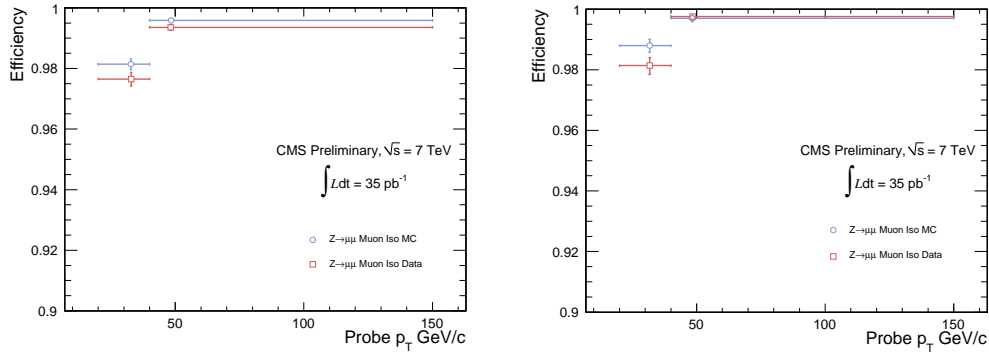 Efficiency
1
0.98
0.96
0.94
0.92
0.9
CMS Preliminary, √s = 7 TeV
∫ Ldt = 35 pb⁻¹
Z→μμ Muon Iso MC
Z→μμ Muon Iso Data
50
100
150
Probe p_T GeV/c
Efficiency
1
0.98
0.96
0.94
0.92
0.9
CMS Preliminary, √s = 7 TeV
∫ Ldt = 35 pb⁻¹
Z→μμ Muon Iso MC
Z→μμ Muon Iso Data
50
100
150
Probe p_T GeV/c